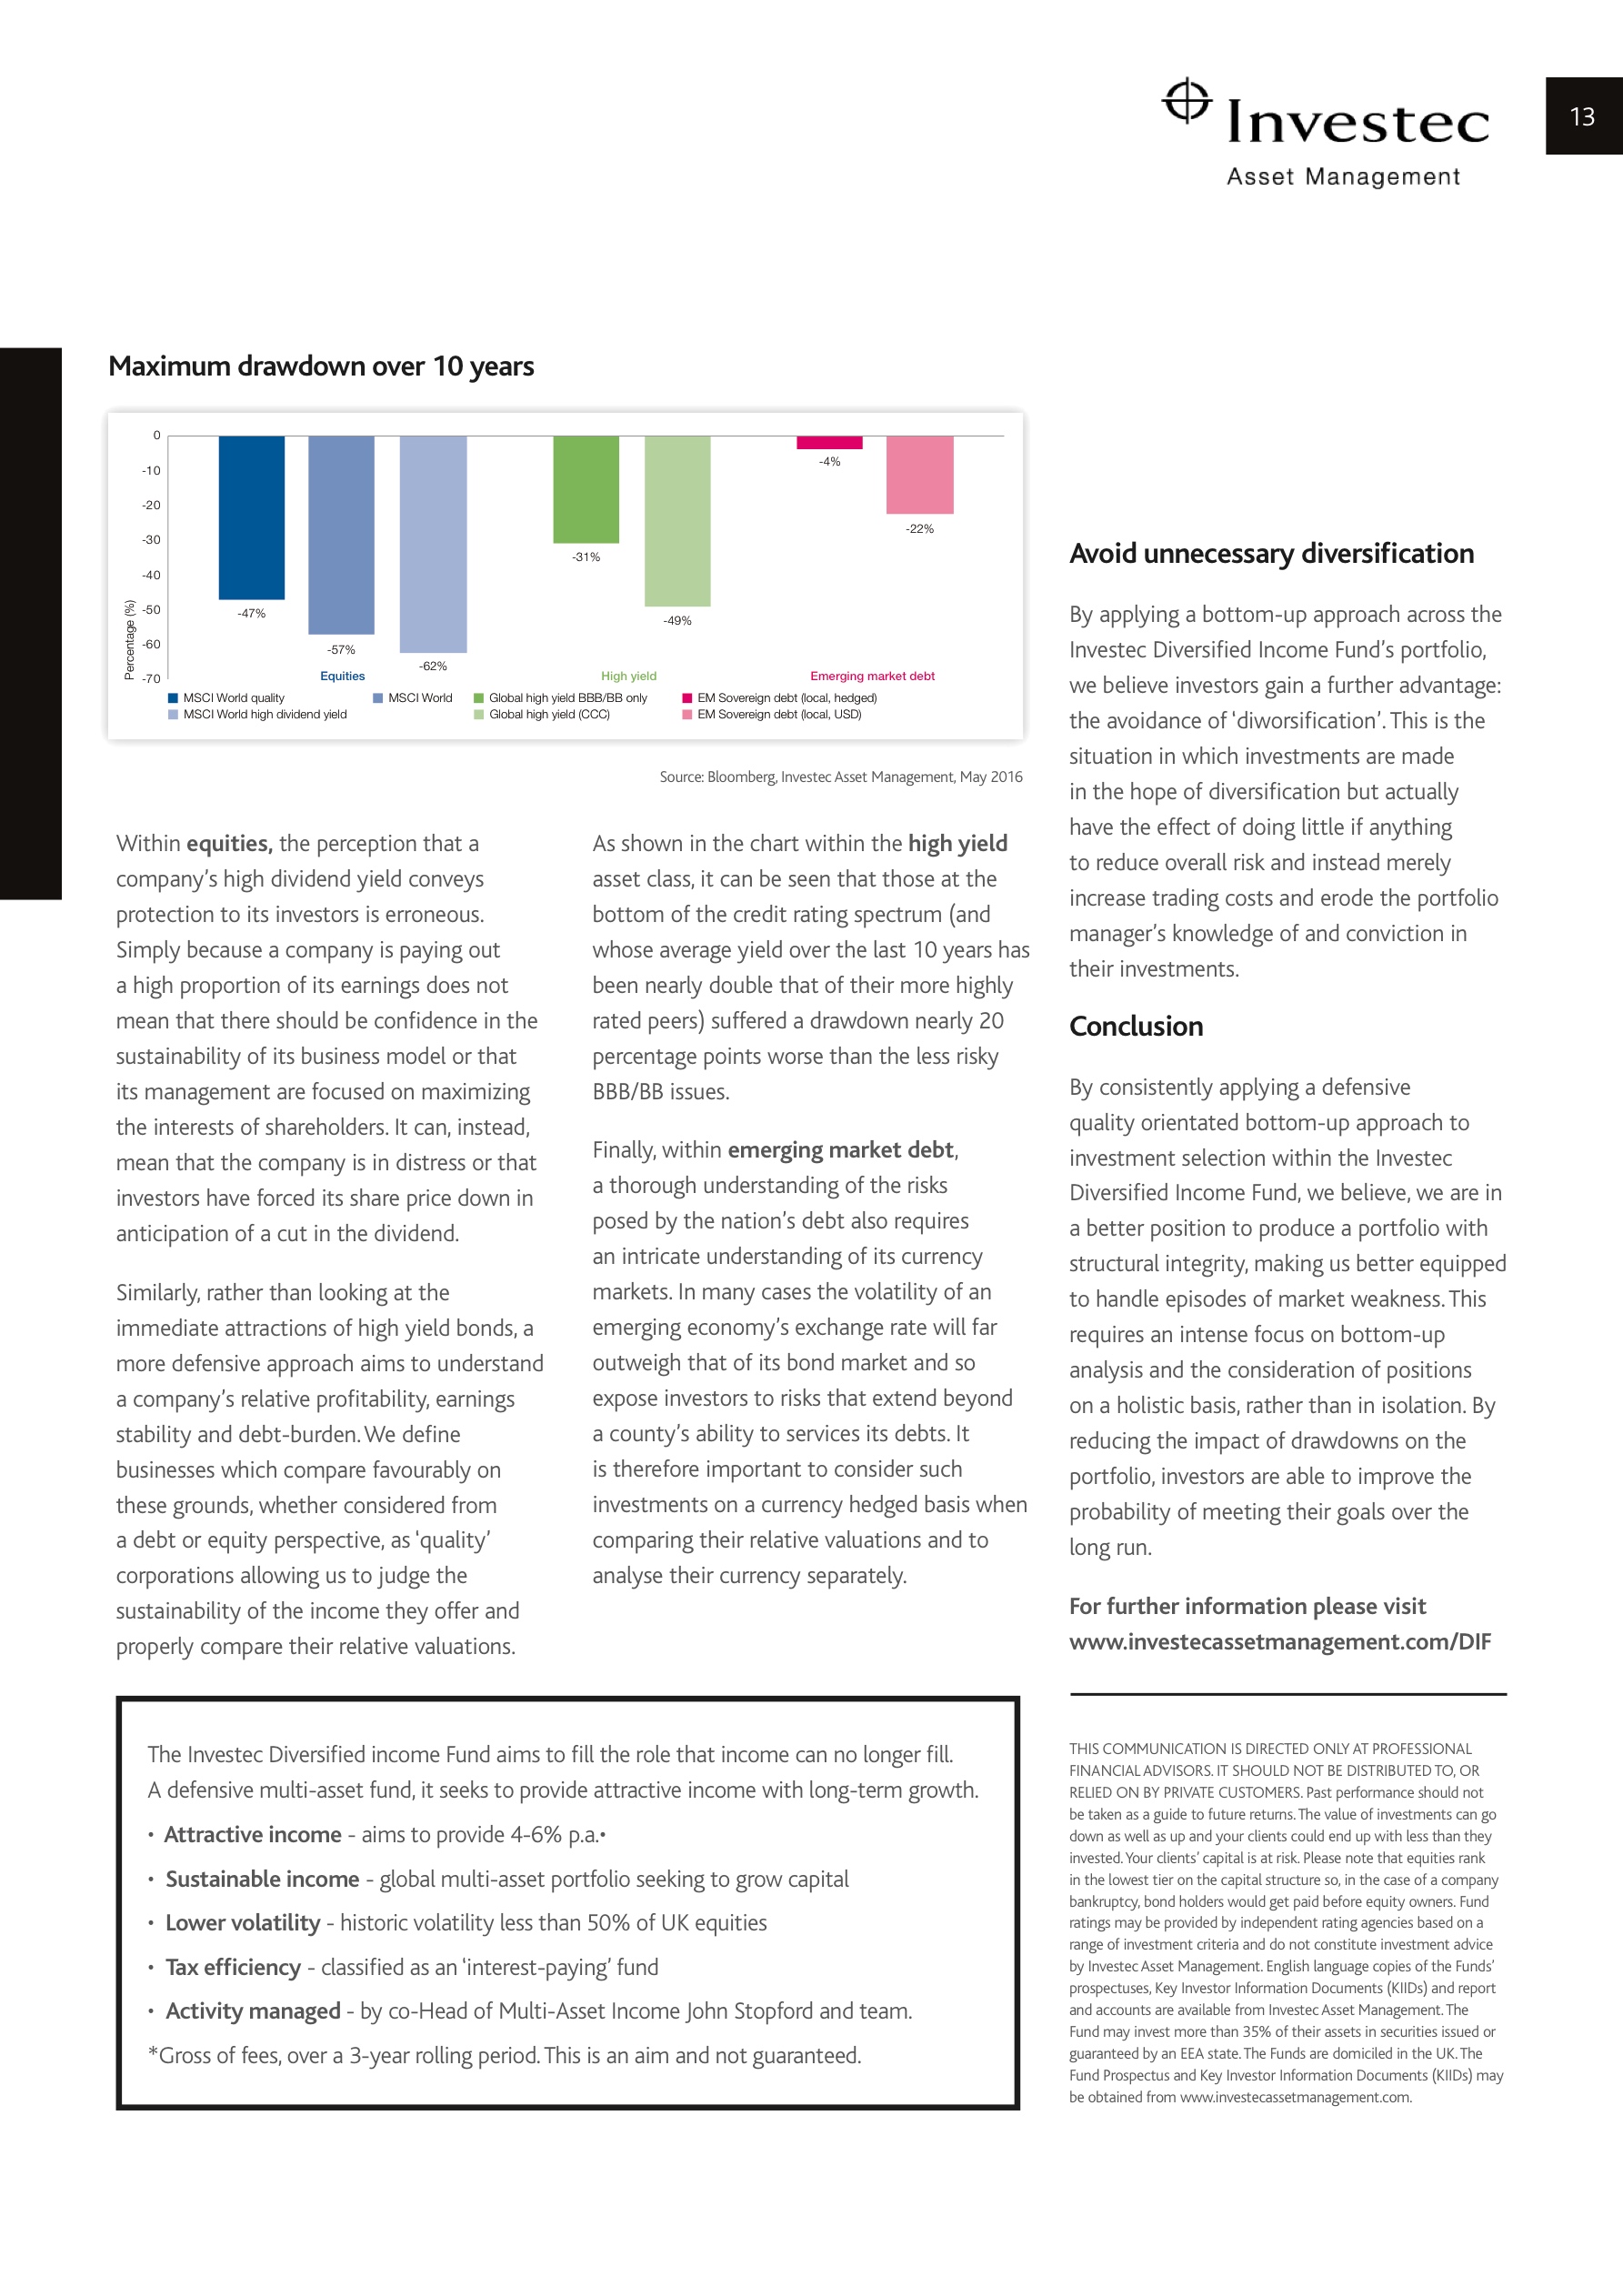 Investec
Asset Management
13
Maximum drawdown over 10 years
0
-10
-20
-30
-40
-50
-60
-70
Percentage (%)
-47%
-57%
-62%
-31%
-49%
-4%
-22%
Equities
High yield
Emerging market debt
MSCI World quality
MSCI World
Global high yield BBB/BB only
EM Sovereign debt (local, hedged)
MSCI World high dividend yield
Global high yield (CCC)
EM Sovereign debt (local, USD)
Source: Bloomberg, Investec Asset Management, May 2016
Within equities, the perception that a
company's high dividend yield conveys
protection to its investors is erroneous.
Simply because a company is paying out
a high proportion of its earnings does not
mean that there should be confidence in the
sustainability of its business model or that
its management are focused on maximizing
the interests of shareholders. It can, instead,
mean that the company is in distress or that
investors have forced its share price down in
anticipation of a cut in the dividend.
Similarly, rather than looking at the
immediate attractions of high yield bonds, a
more defensive approach aims to understand
a company's relative profitability, earnings
stability and debt-burden. We define
businesses which compare favourably on
these grounds, whether considered from
a debt or equity perspective, as 'quality'
corporations allowing us to judge the
sustainability of the income they offer and
properly compare their relative valuations.
As shown in the chart within the high yield
asset class, it can be seen that those at the
bottom of the credit rating spectrum (and
whose average yield over the last 10 years has
been nearly double that of their more highly
rated peers) suffered a drawdown nearly 20
percentage points worse than the less risky
BBB/BB issues.
Finally, within emerging market debt,
a thorough understanding of the risks
posed by the nation's debt also requires
an intricate understanding of its currency
markets. In many cases the volatility of an
emerging economy's exchange rate will far
outweigh that of its bond market and so
expose investors to risks that extend beyond
a county's ability to services its debts. It
is therefore important to consider such
investments on a currency hedged basis when
comparing their relative valuations and to
analyse their currency separately.
Avoid unnecessary diversification
By applying a bottom-up approach across the
Investec Diversified Income Fund's portfolio,
we believe investors gain a further advantage:
the avoidance of 'diworsification'. This is the
situation in which investments are made
in the hope of diversification but actually
have the effect of doing little if anything
to reduce overall risk and instead merely
increase trading costs and erode the portfolio
manager's knowledge of and conviction in
their investments.
Conclusion
By consistently applying a defensive
quality orientated bottom-up approach to
investment selection within the Investec
Diversified Income Fund, we believe, we are in
a better position to produce a portfolio with
structural integrity, making us better equipped
to handle episodes of market weakness. This
requires an intense focus on bottom-up
analysis and the consideration of positions
on a holistic basis, rather than in isolation. By
reducing the impact of drawdowns on the
portfolio, investors are able to improve the
probability of meeting their goals over the
long run.
For further information please visit
www.investecassetmanagement.com/DIF
The Investec Diversified income Fund aims to fill the role that income can no longer fill.
A defensive multi-asset fund, it seeks to provide attractive income with long-term growth.
• Attractive income - aims to provide 4-6% p.a.•
• Sustainable income - global multi-asset portfolio seeking to grow capital
• Lower volatility - historic volatility less than 50% of UK equities
• Tax efficiency - classified as an 'interest-paying' fund
• Activity managed - by co-Head of Multi-Asset Income John Stopford and team.
*Gross of fees, over a 3-year rolling period. This is an aim and not guaranteed.
THIS COMMUNICATION IS DIRECTED ONLY AT PROFESSIONAL
FINANCIAL ADVISORS. IT SHOULD NOT BE DISTRIBUTED TO, OR
RELIED ON BY PRIVATE CUSTOMERS. Past performance should not
be taken as a guide to future returns. The value of investments can go
down as well as up and your clients could end up with less than they
invested. Your clients' capital is at risk. Please note that equities rank
in the lowest tier on the capital structure so, in the case of a company
bankruptcy, bond holders would get paid before equity owners. Fund
ratings may be provided by independent rating agencies based on a
range of investment criteria and do not constitute investment advice
by Investec Asset Management. English language copies of the Funds'
prospectuses, Key Investor Information Documents (KIIDs) and report
and accounts are available from Investec Asset Management. The
Fund may invest more than 35% of their assets in securities issued or
guaranteed by an EEA state. The Funds are domiciled in the UK. The
Fund Prospectus and Key Investor Information Documents (KIIDs) may
be obtained from www.investecassetmanagement.com.